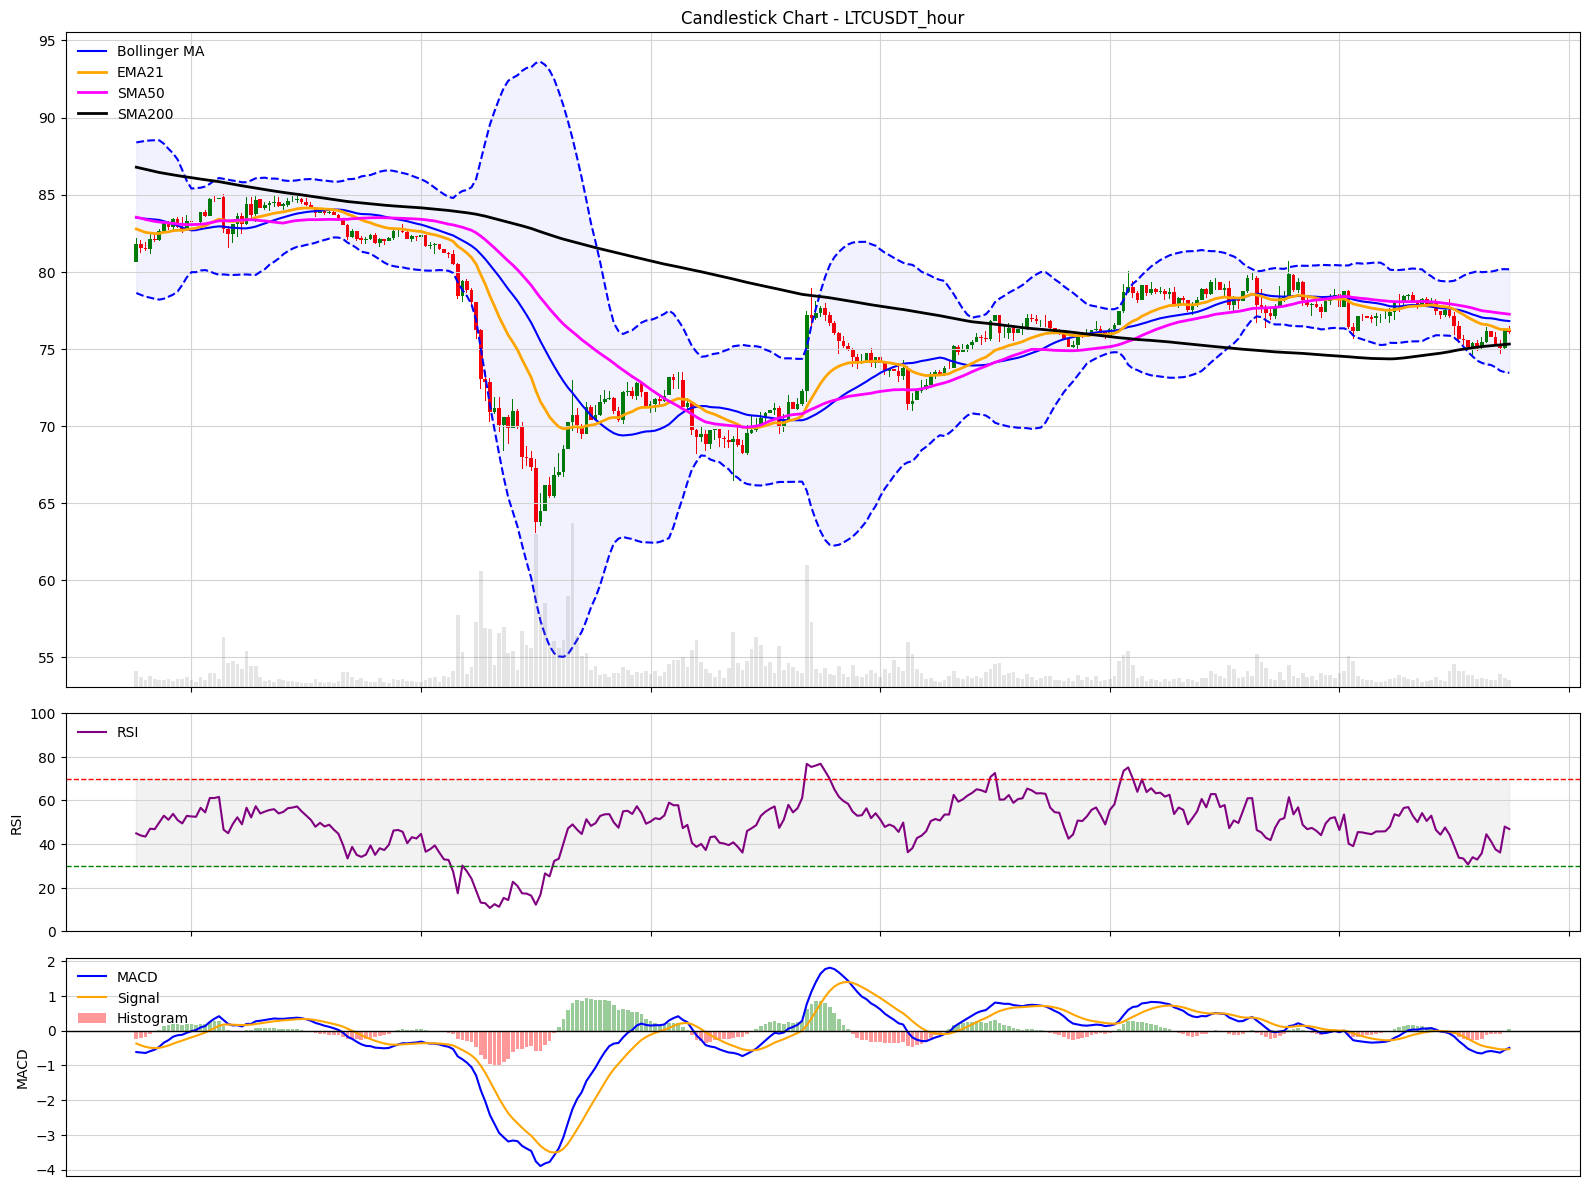 Candlestick Chart - LTCUSDT_hour
95
90
85
80
75
70
65
60
55
Bollinger MA
EMA21
SMA50
SMA200
100
80
60
40
20
0
RSI
RSI
2
1
0
−1
−2
−3
−4
MACD
MACD
Signal
Histogram